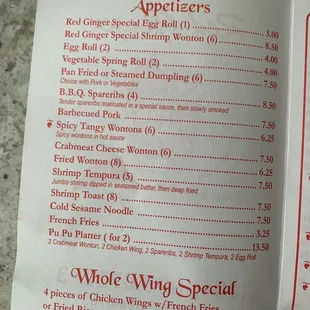 Appetizers
Red Ginger Special Egg Roll (1) 3.00
Red Ginger Special Shrimp Wonton (6) 8.50
Egg Roll (2) 4.00
Vegetable Spring Roll (2) 4.00
Pan Fried or Steamed Dumpling (6) 7.50
Choice with Pork or Vegetables
B.B.Q. Spareribs (4) 8.50
Tender spareribs marinated in a special sauce, then slowly smoked
Barbecued Pork 7.50
Spicy Tangy Wontons (6) 6.25
Spicy wontons in hot sauce
Crabmeat Cheese Wonton (6) 7.50
Fried Wonton (8) 6.25
Shrimp Tempura (5) 7.50
Jumbo shrimp dipped in seasoned batter, then deep fried
Shrimp Toast (8) 7.50
Cold Sesame Noodle 7.50
French Fries 3.25
Pu Pu Platter ( for 2) 13.50
2 Crabmeat Wonton, 2 Chicken Wing, 2 Spareribs, 2 Shrimp Tempura, 2 Egg Roll
Whole Wing Special
4 pieces of Chicken Wings w/French Fries
or Fried